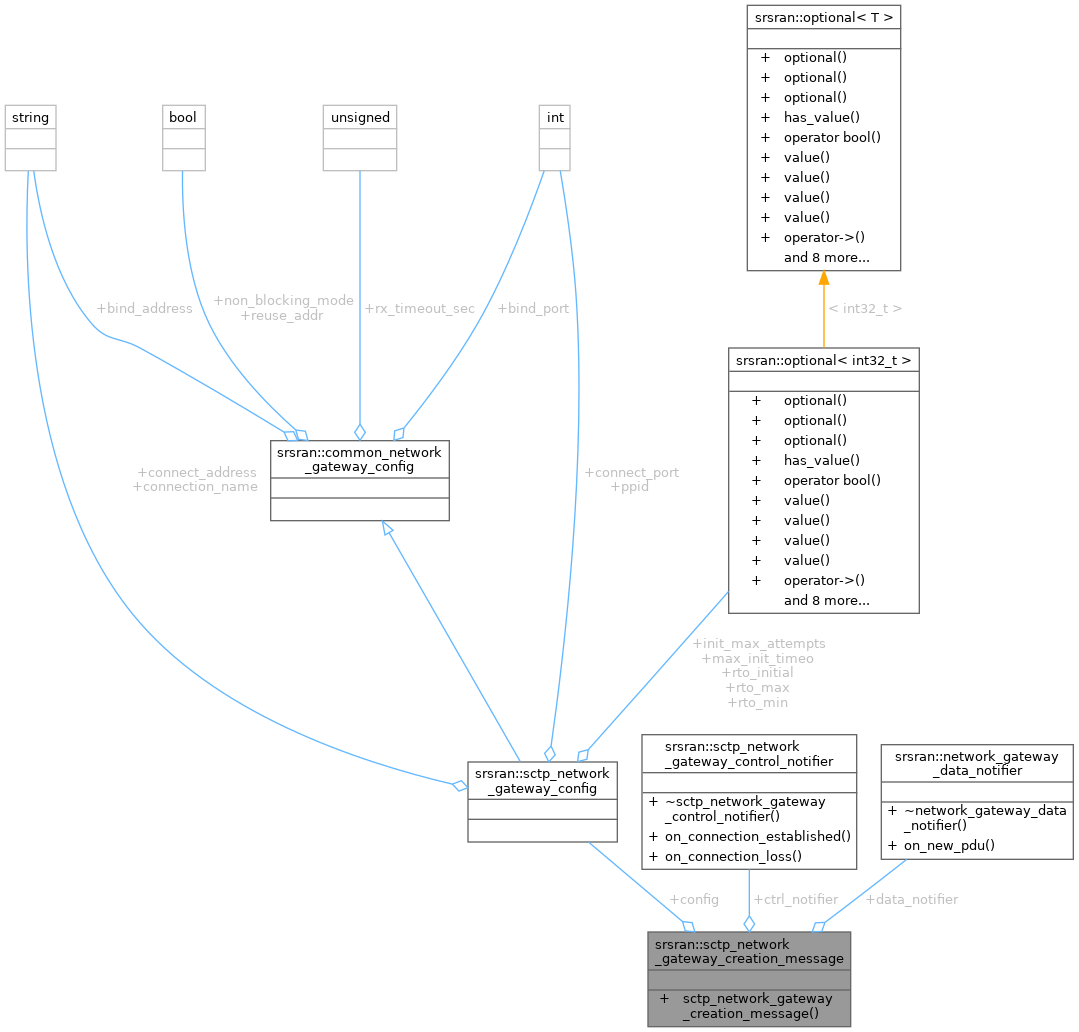 srsran::optional< T >
+ optional()
+ optional()
+ optional()
+ has_value()
+ operator bool()
+ value()
+ value()
+ value()
+ value()
+ operator->()
and 8 more...
string
bool
unsigned
int
+bind_address
+non_blocking_mode
+reuse_addr
+rx_timeout_sec
+bind_port
< int32_t >
srsran::optional< int32_t >
+ optional()
+ optional()
+ optional()
+ has_value()
+ operator bool()
+ value()
+ value()
+ value()
+ value()
+ operator->()
and 8 more...
srsran::common_network
_gateway_config
+connect_address
+connection_name
+connect_port
+ppid
+init_max_attempts
+max_init_timeo
+rto_initial
+rto_max
+rto_min
srsran::sctp_network
_gateway_config
srsran::sctp_network
_gateway_control_notifier
+ ~sctp_network_gateway
_control_notifier()
+ on_connection_established()
+ on_connection_loss()
srsran::network_gateway
_data_notifier
+ ~network_gateway_data
_notifier()
+ on_new_pdu()
+config
+ctrl_notifier
+data_notifier
srsran::sctp_network
_gateway_creation_message
+ sctp_network_gateway
_creation_message()